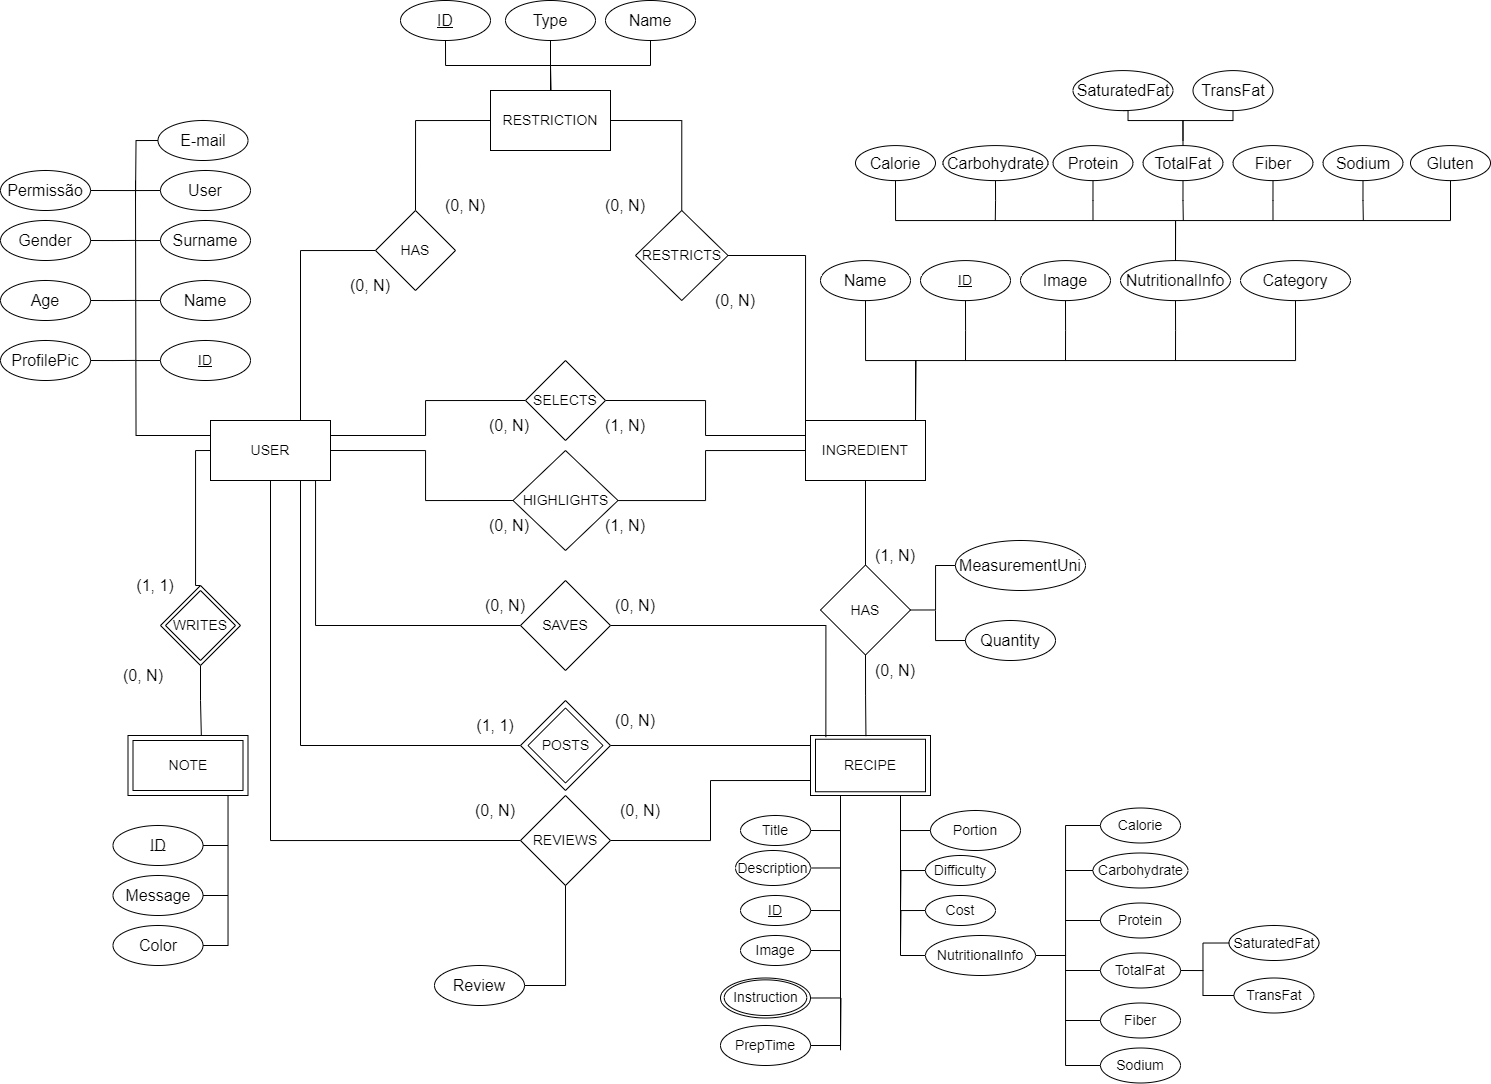 ID
Type
Name
RESTRICTION
SaturatedFat
TransFat
E-mail
Calorie
Carbohydrate
Protein
TotalFat
Fiber
Sodium
Gluten
Permissão
User
(0, N)
(0, N)
Gender
Surname
HAS
RESTRICTS
(0, N)
(0, N)
Name
ID
Image
NutritionalInfo
Category
Age
Name
ProfilePic
ID
SELECTS
(0, N)
(1, N)
USER
INGREDIENT
HIGHLIGHTS
(0, N)
(1, N)
(1, N)
MeasurementUni
(1, 1)
(0, N)
(0, N)
HAS
WRITES
SAVES
Quantity
(0, N)
(0, N)
(1, 1)
(0, N)
POSTS
NOTE
RECIPE
(0, N)
(0, N)
REVIEWS
Title
Portion
Calorie
ID
Description
Difficulty
Carbohydrate
Message
ID
Cost
Protein
Color
Image
NutritionalInfo
TotalFat
SaturatedFat
TransFat
Review
Instruction
Fiber
PrepTime
Sodium